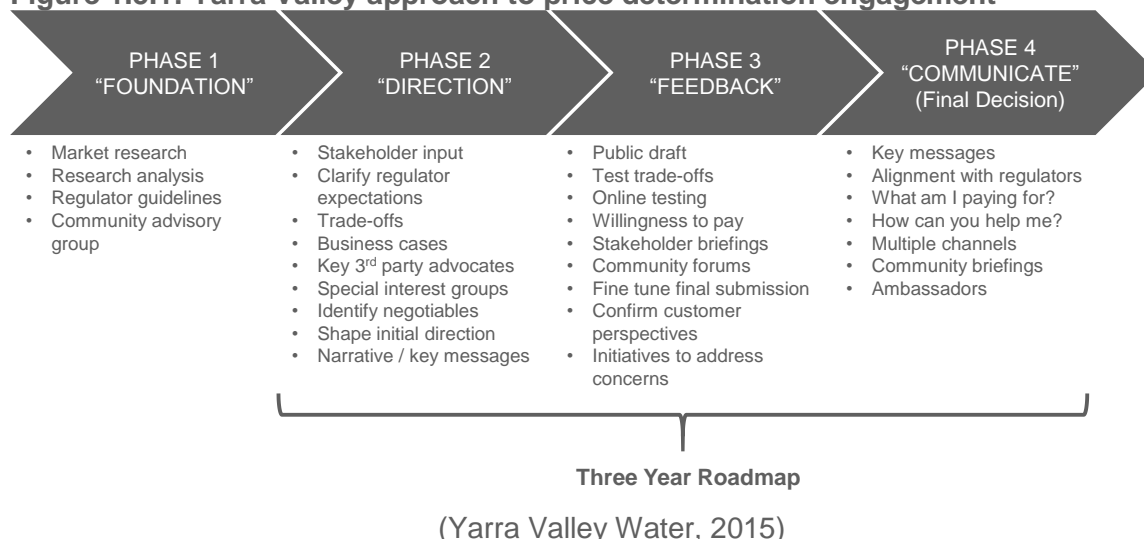 Figure 1.3.1: Yarra Valley approach to price determination engagement
PHASE 1
“FOUNDATION”
• Market research
• Research analysis
• Regulator guidelines
• Community advisory
group
PHASE 2
“DIRECTION”
• Stakeholder input
• Clarify regulator
expectations
• Trade-offs
• Business cases
• Key 3rd party advocates
• Special interest groups
• Identify negotiables
• Shape initial direction
• Narrative / key messages
PHASE 3
“FEEDBACK”
• Public draft
• Test trade-offs
• Online testing
• Willingness to pay
• Stakeholder briefings
• Community forums
• Fine tune final submission
• Confirm customer
perspectives
• Initiatives to address
concerns
PHASE 4
“COMMUNICATE”
(Final Decision)
• Key messages
• Alignment with regulators
• What am I paying for?
• How can you help me?
• Multiple channels
• Community briefings
• Ambassadors
Three Year Roadmap
(Yarra Valley Water, 2015)